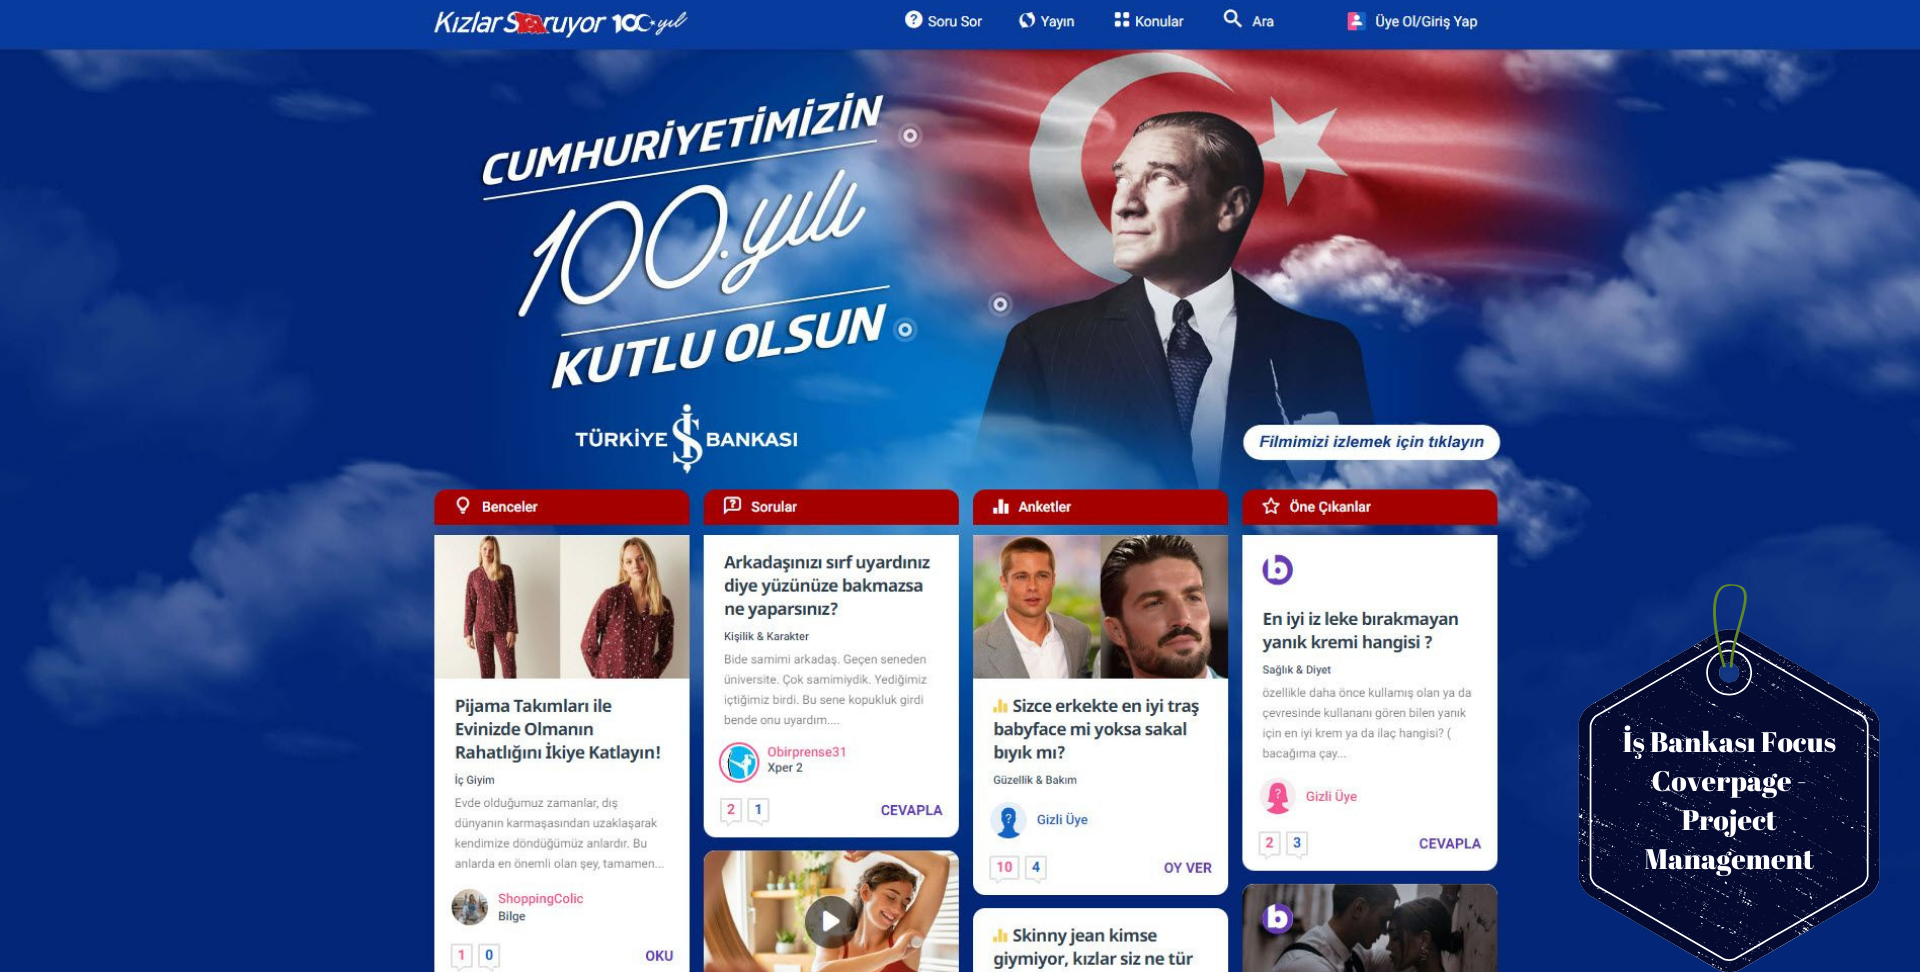 Kızlar Soruyor 100. yıl
Soru Sor
Yayın
Konular
Ara
Üye Ol/Giriş Yap
CUMHURİYETİMİZİN
100.yılı
KUTLU OLSUN
TÜRKİYE İŞ BANKASI
Filmimizi izlemek için tıklayın
Benceler
Pijama Takımları ile
Evinizde Olmanın
Rahatlığını İkiye Katlayın!
İç Giyim
Evde olduğumuz zamanlar, dış
dünyanın karmaşasından uzaklaşarak
kendimize döndüğümüz anlardır. Bu
anlarda en önemli olan şey, tamamen...
ShoppingColic
Bilge
1 0 OKU
Sorular
Arkadaşınızı sırf uyardınız
diye yüzünüze bakmazsa
ne yaparsınız?
Kişilik & Karakter
Bide samimi arkadaş. Geçen seneden
üniversite. Çok samimiydik. Yediğimiz
içtiğimiz birdi. Bu sene kopukluk girdi
bende onu uyardım....
Obirprense31
Xper 2
2 1 CEVAPLA
Anketler
Sizce erkekte en iyi traş
babyface mi yoksa sakal
bıyık mı?
Güzellik & Bakım
Gizli Üye
10 4 OY VER
Skinny jean kimse
giymiyor, kızlar siz ne tür
Öne Çıkanlar
b
En iyi iz leke bırakmayan
yanık kremi hangisi ?
Sağlık & Diyet
özellikle daha önce kullamış olan ya da
çevresinde kullananı gören bilen yanık
için en iyi krem ya da ilaç hangisi? (
bacağıma çay...
Gizli Üye
2 3 CEVAPLA
b
İş Bankası Focus
Coverpage -
Project
Management